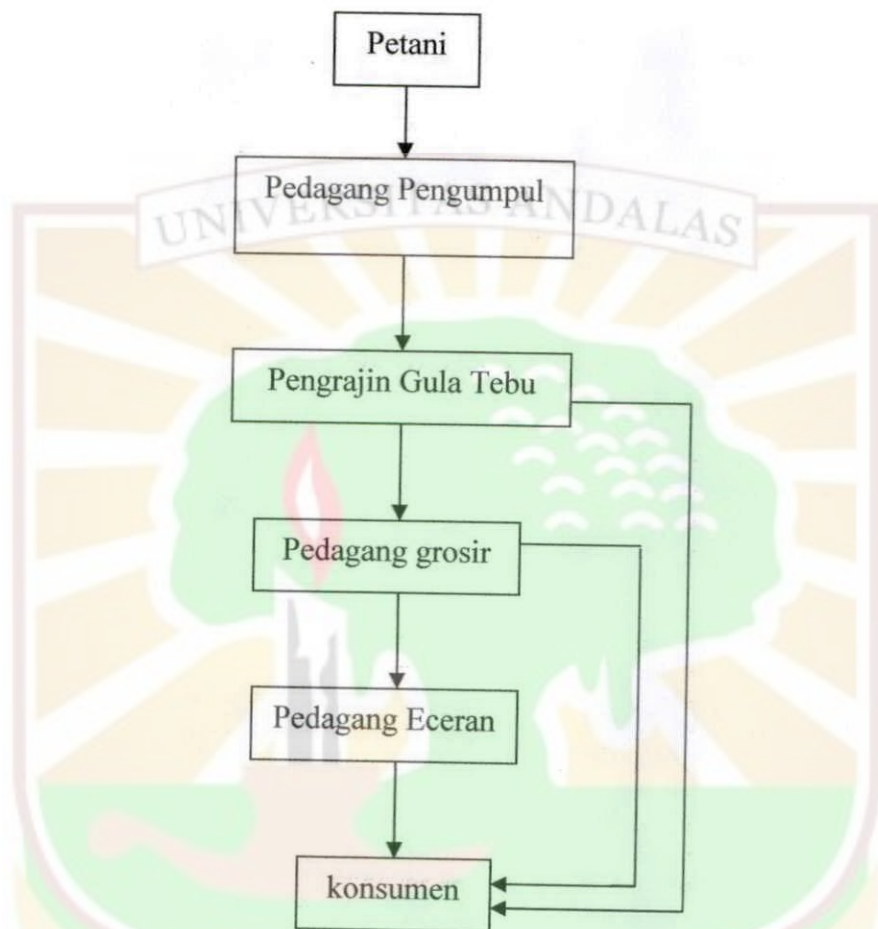 Petani
Pedagang Pengumpul
UNIVERSITAS ANDALAS
Pengrajin Gula Tebu
Pedagang grosir
Pedagang Eceran
konsumen